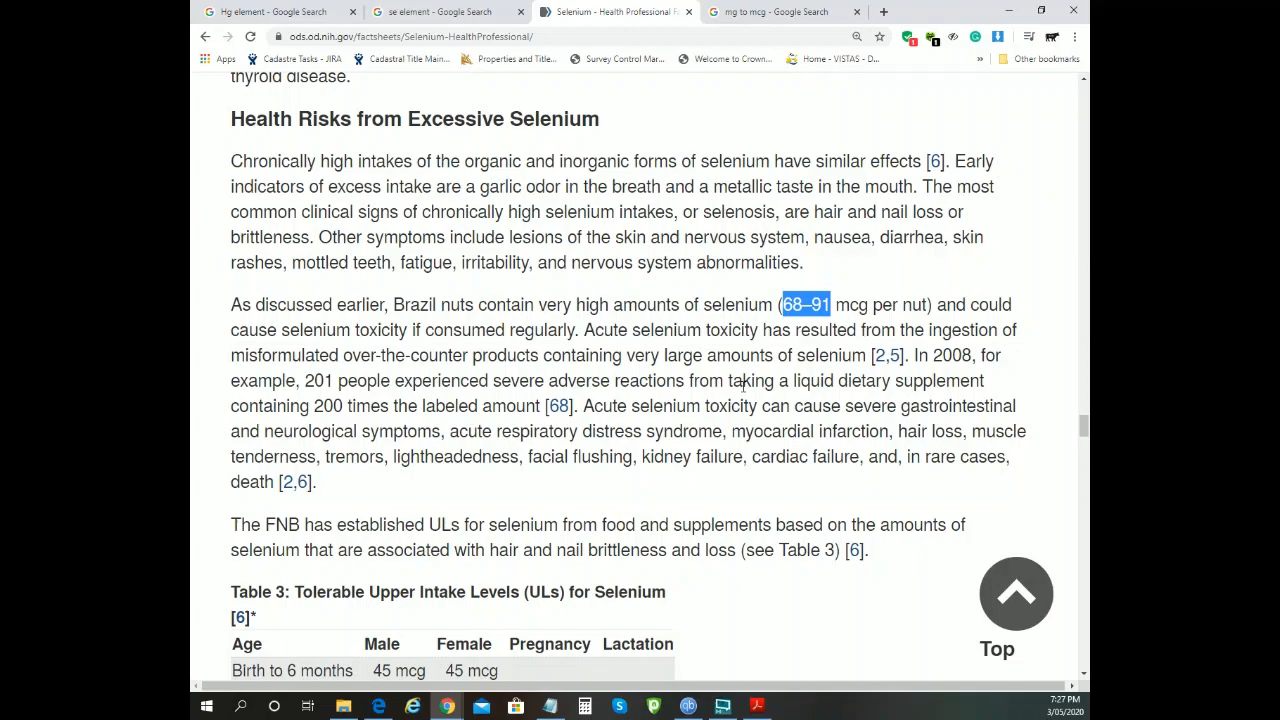 Hg element - Google Search
se element - Google Search
Selenium - Health Professional F
mg to mcg - Google Search
ods.od.nih.gov/factsheets/Selenium-HealthProfessional/
Apps
Cadastre Tasks - JIRA
Cadastral Title Main...
Properties and Title...
Survey Control Mar...
Welcome to Crown...
Home - VISTAS - D...
»
Other bookmarks
thyroid disease.
Health Risks from Excessive Selenium
Chronically high intakes of the organic and inorganic forms of selenium have similar effects [6]. Early
indicators of excess intake are a garlic odor in the breath and a metallic taste in the mouth. The most
common clinical signs of chronically high selenium intakes, or selenosis, are hair and nail loss or
brittleness. Other symptoms include lesions of the skin and nervous system, nausea, diarrhea, skin
rashes, mottled teeth, fatigue, irritability, and nervous system abnormalities.
As discussed earlier, Brazil nuts contain very high amounts of selenium (68–91 mcg per nut) and could
cause selenium toxicity if consumed regularly. Acute selenium toxicity has resulted from the ingestion of
misformulated over-the-counter products containing very large amounts of selenium [2,5]. In 2008, for
example, 201 people experienced severe adverse reactions from taking a liquid dietary supplement
containing 200 times the labeled amount [68]. Acute selenium toxicity can cause severe gastrointestinal
and neurological symptoms, acute respiratory distress syndrome, myocardial infarction, hair loss, muscle
tenderness, tremors, lightheadedness, facial flushing, kidney failure, cardiac failure, and, in rare cases,
death [2,6].
The FNB has established ULs for selenium from food and supplements based on the amounts of
selenium that are associated with hair and nail brittleness and loss (see Table 3) [6].
Table 3: Tolerable Upper Intake Levels (ULs) for Selenium
[6]*
Age Male Female Pregnancy Lactation
Birth to 6 months 45 mcg 45 mcg
Top
7:27 PM
3/05/2020